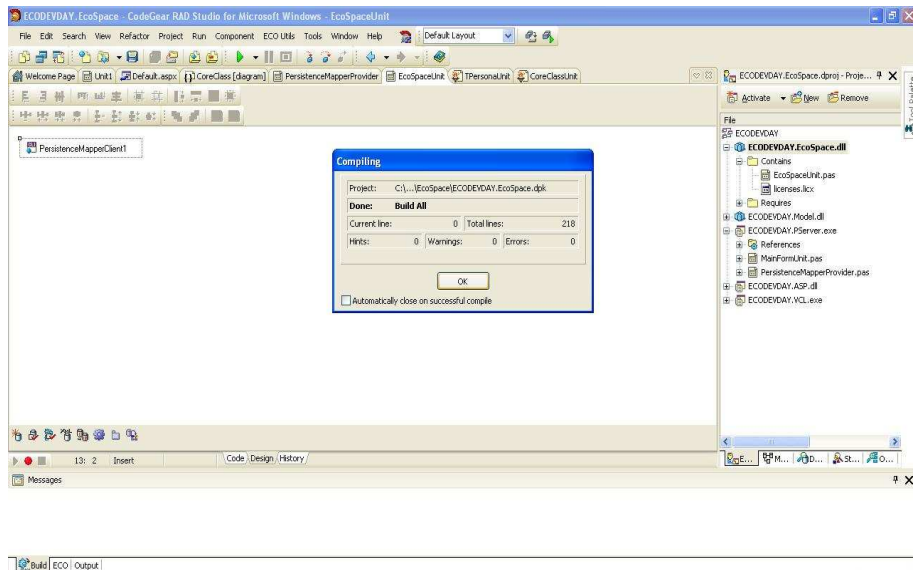 ECODEVDAY.EcoSpace - CodeGear RAD Studio for Microsoft Windows - EcoSpaceUnit
File Edit Search View Refactor Project Run Component ECO Utils Tools Window Help
Default Layout
Welcome Page Unit1 Default.aspx CoreClass [diagram] PersistenceMapperProvider EcoSpaceUnit TPersonaUnit CoreClassUnit
PersistenceMapperClient1
Compiling
Project: C:\...\EcoSpace\ECODEVDAY.EcoSpace.dpk
Done: Build All
Current line: 0 Total lines: 218
Hints: 0 Warnings: 0 Errors: 0
OK
Automatically close on successful compile
ECODEVDAY.EcoSpace.dproj - Proje...
Activate New Remove
File
ECODEVDAY
ECODEVDAY.EcoSpace.dll
Contains
EcoSpaceUnit.pas
licenses.licx
Requires
ECODEVDAY.Model.dll
ECODEVDAY.PServer.exe
References
MainFormUnit.pas
PersistenceMapperProvider.pas
ECODEVDAY.ASP.dll
ECODEVDAY.VCL.exe
Tool Palette
13: 2 Insert
Code Design History
E... M... D... St... O...
Messages
Build ECO Output